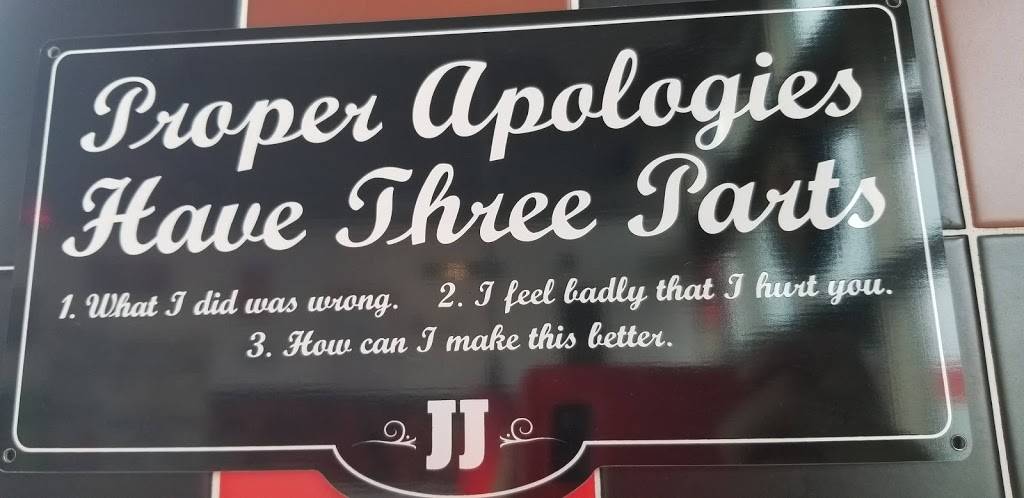 Proper Apologies
Have Three Parts
1. What I did was wrong. 2. I feel badly that I hurt you.
3. How can I make this better.
JJ